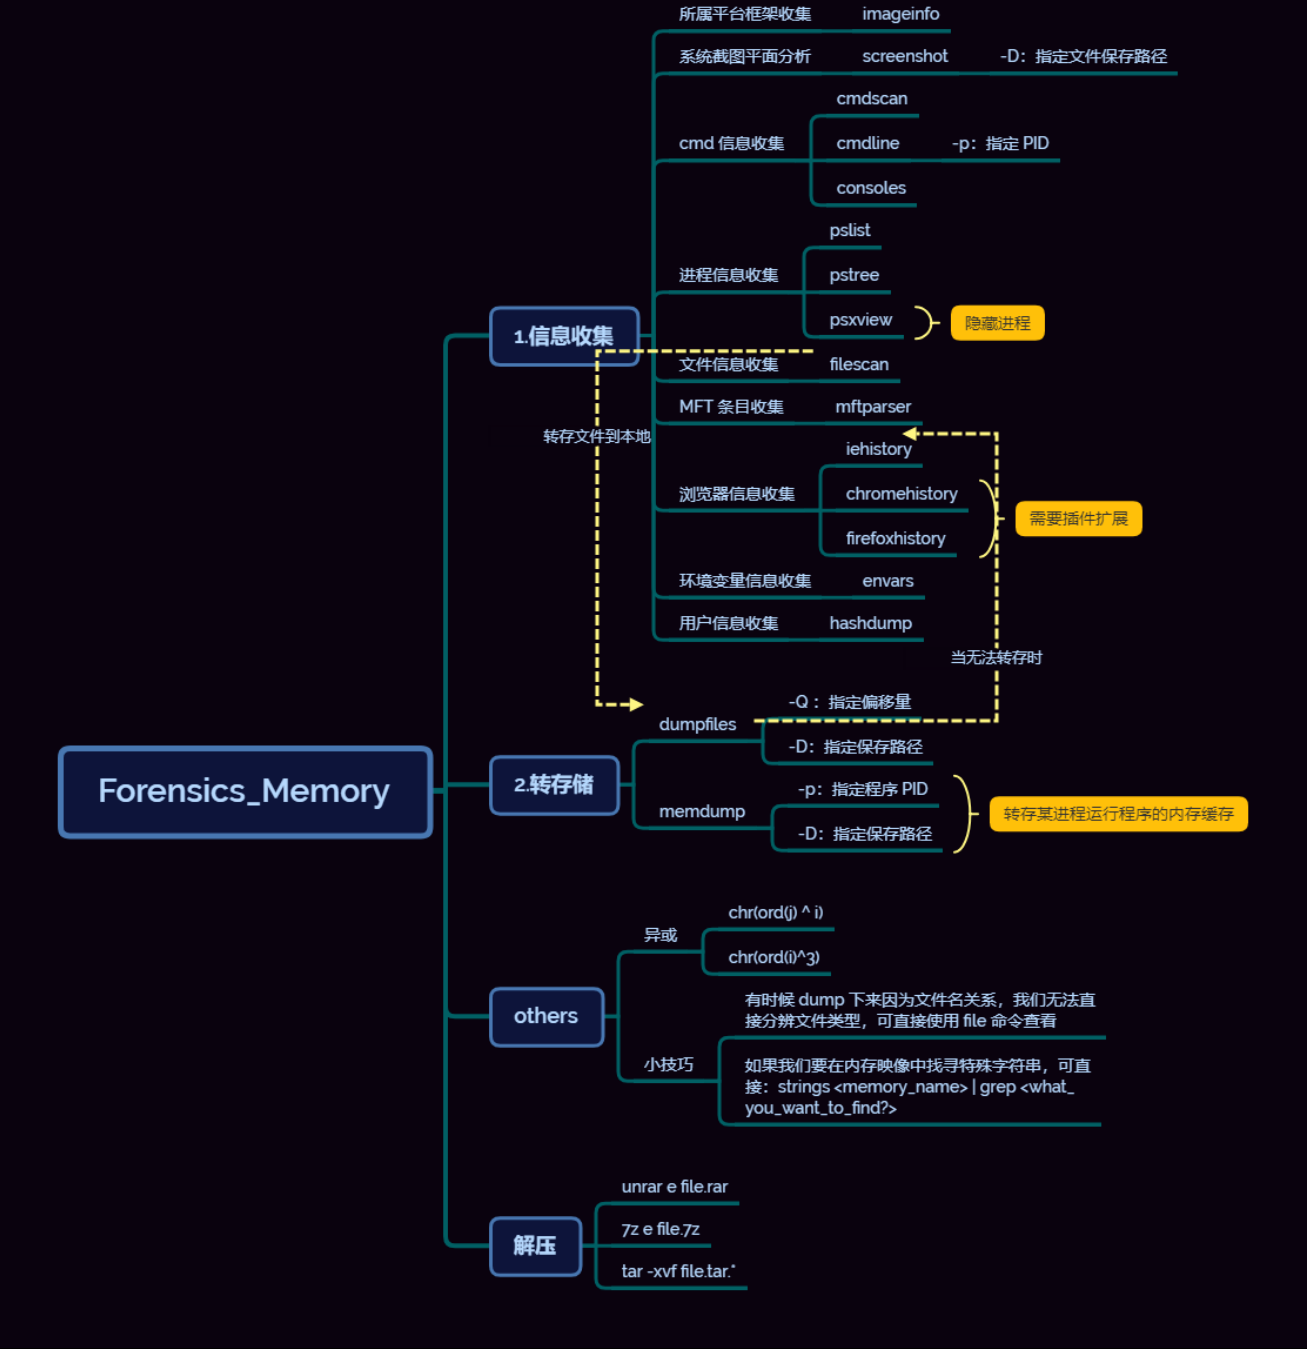 所属平台框架收集
imageinfo
系统截图平面分析
screenshot
-D：指定文件保存路径
cmd 信息收集
cmdscan
cmdline
-p：指定 PID
consoles
进程信息收集
pslist
pstree
psxview
隐藏进程
1.信息收集
文件信息收集
filescan
MFT 条目收集
mftparser
转存文件到本地
浏览器信息收集
iehistory
chromehistory
firefoxhistory
需要插件扩展
环境变量信息收集
envars
用户信息收集
hashdump
当无法转存时
Forensics_Memory
2.转存储
dumpfiles
-Q ：指定偏移量
-D：指定保存路径
memdump
-p：指定程序 PID
-D：指定保存路径
转存某进程运行程序的内存缓存
others
异或
chr(ord(j) ^ i)
chr(ord(i)^3)
小技巧
有时候 dump 下来因为文件名关系，我们无法直
接分辨文件类型，可直接使用 file 命令查看
如果我们要在内存映像中找寻特殊字符串，可直
接：strings <memory_name> | grep <what_
you_want_to_find?>
解压
unrar e file.rar
7z e file.7z
tar -xvf file.tar.*